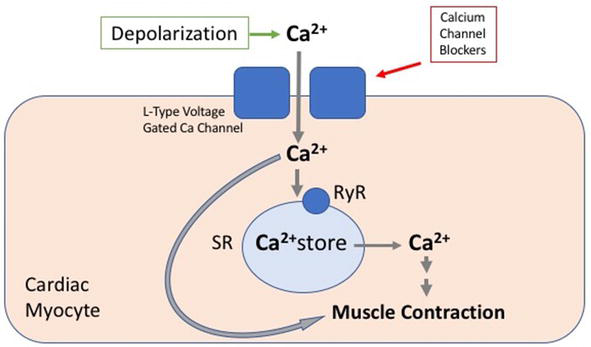 Depolarization
Ca²⁺
Calcium
Channel
Blockers
L-Type Voltage
Gated Ca Channel
Ca²⁺
RyR
SR
Ca²⁺store
Ca²⁺
Cardiac
Myocyte
Muscle Contraction